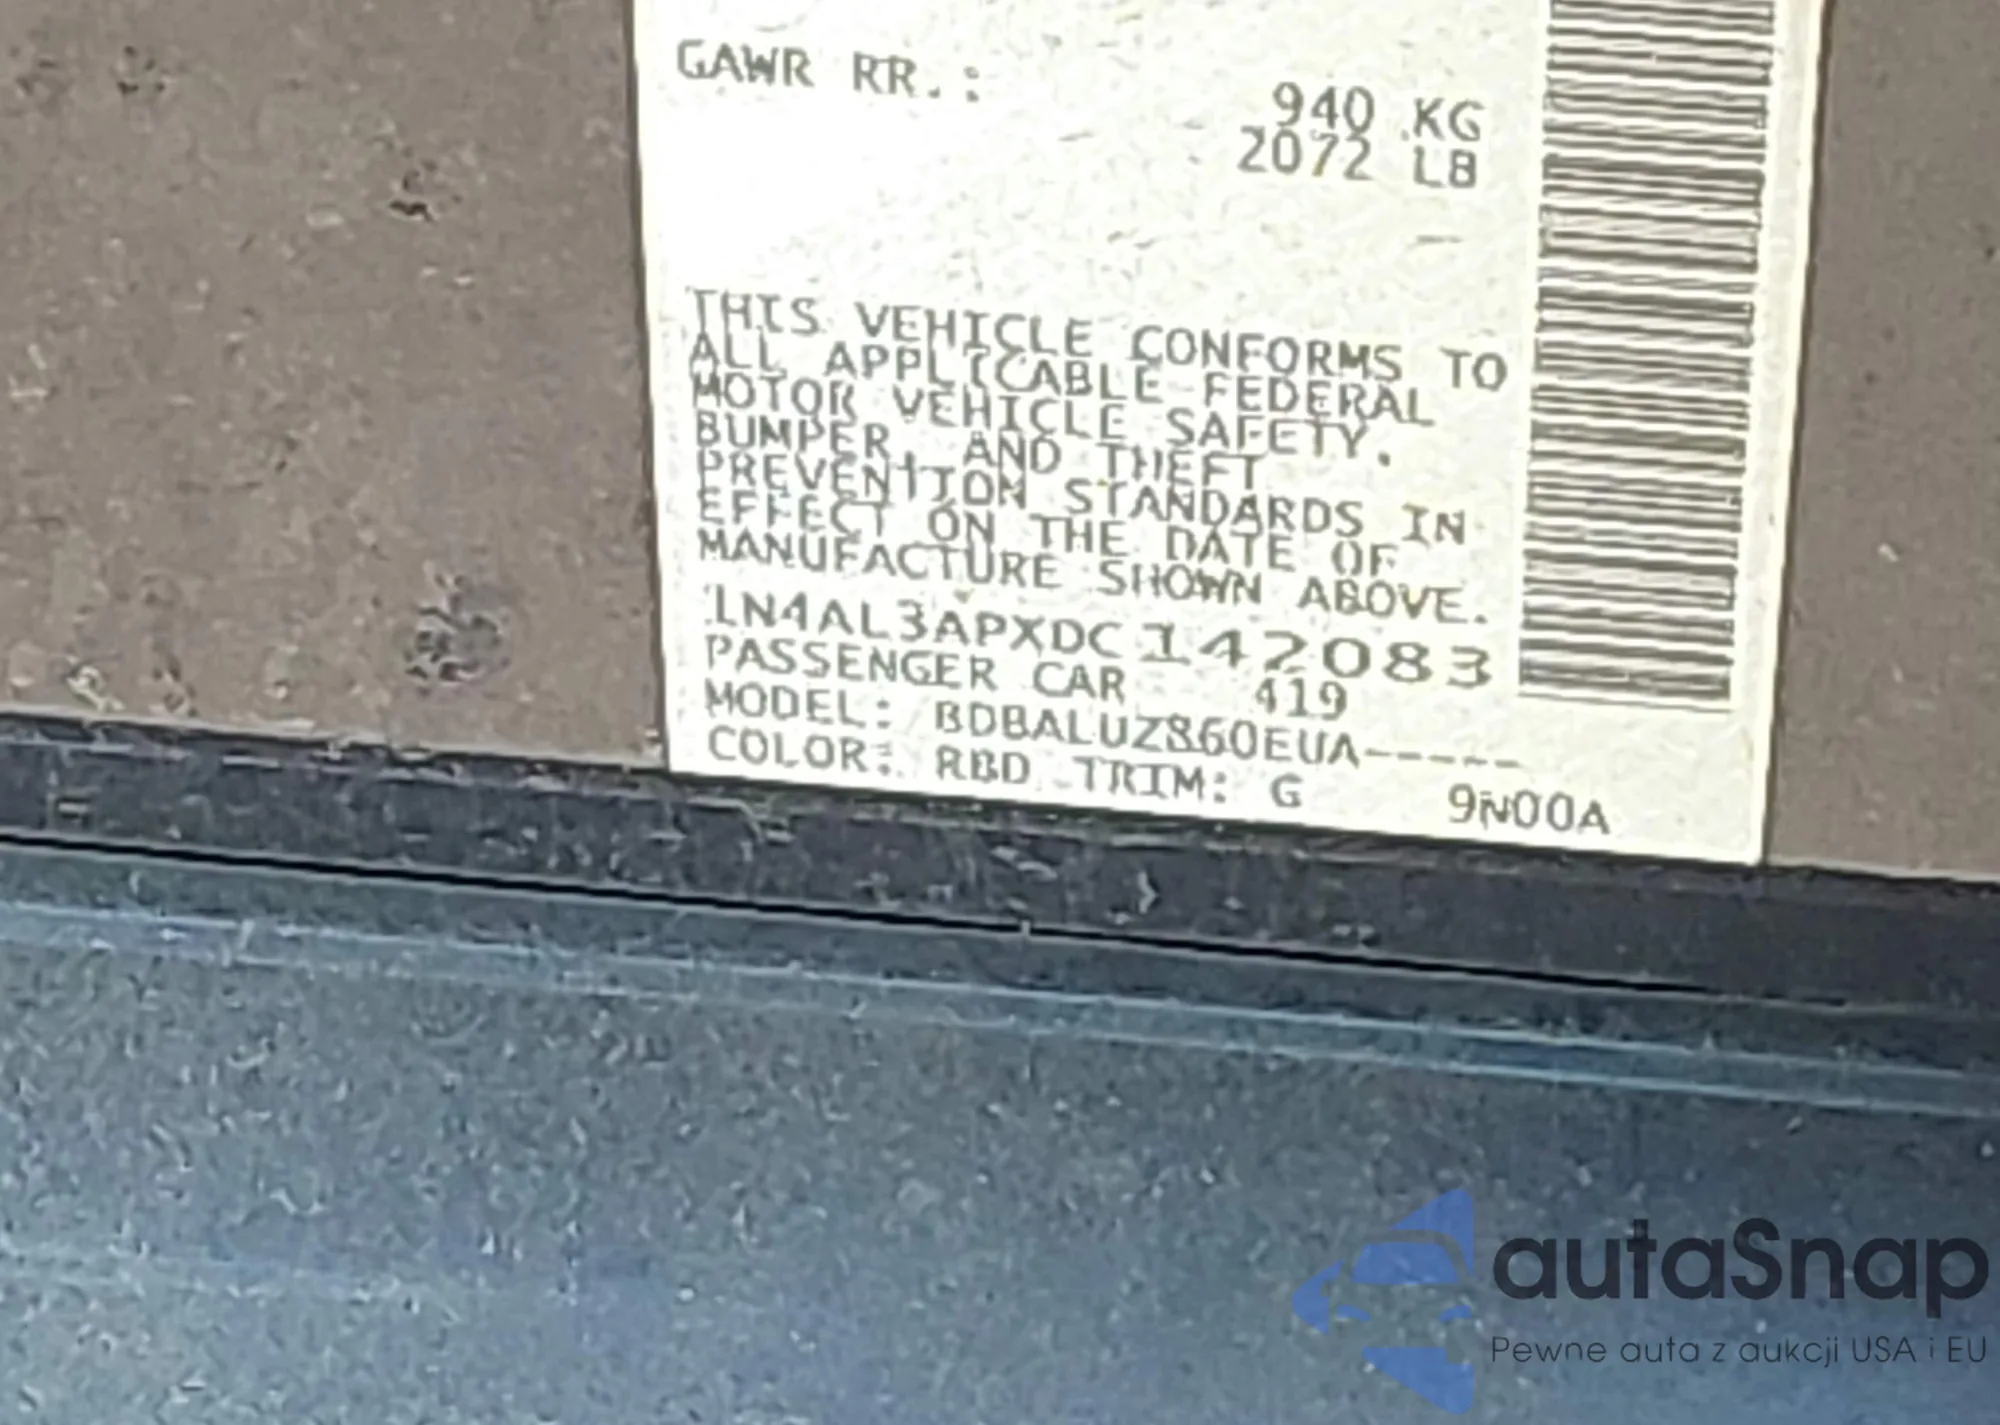 GAWR RR.:
940 KG
2072 LB
THIS VEHICLE CONFORMS TO
ALL APPLICABLE FEDERAL
MOTOR VEHICLE SAFETY,
BUMPER, AND THEFT
PREVENTION STANDARDS IN
EFFECT ON THE DATE OF
MANUFACTURE SHOWN ABOVE.
1N4AL3APXDC142083
PASSENGER CAR 419
MODEL: BDBALUZ860EUA-----
COLOR: RBD TRIM: G 9N00A
autaSnap
Pewne auta z aukcji USA i EU